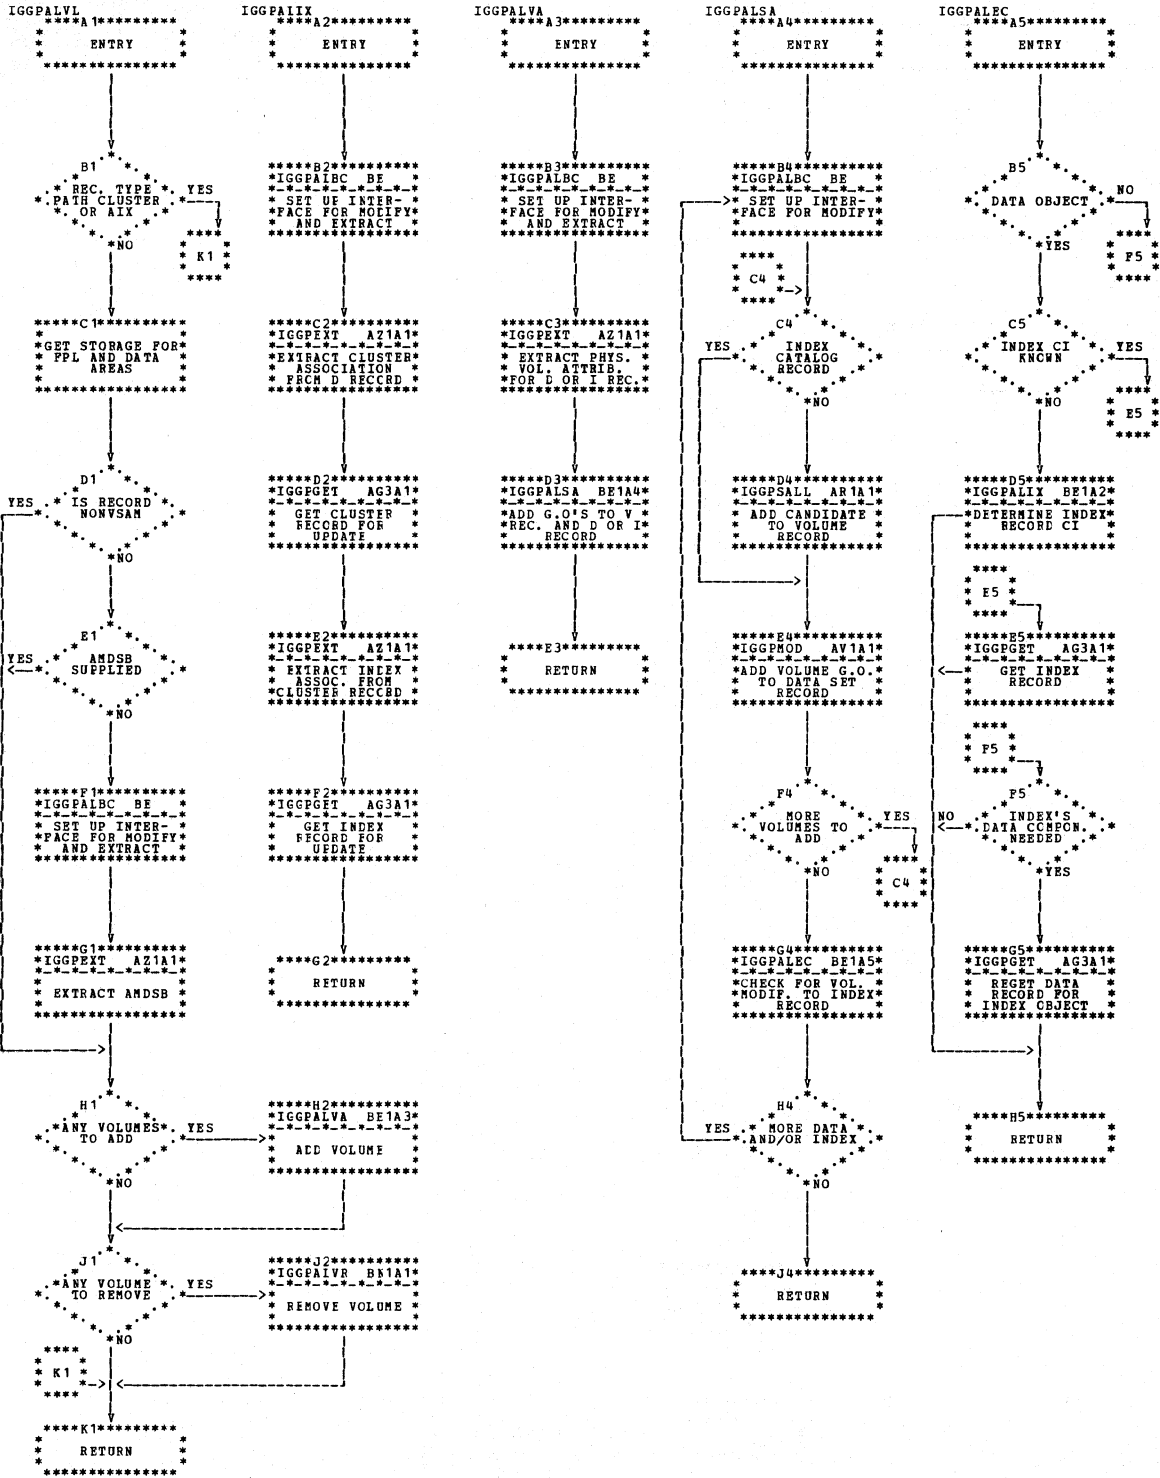 IGGPALVL
****A1*********
ENTRY
B1
REC. TYPE
PATH CLUSTER
OR AIX
YES
*NO
K1
*****C1**********
*GET STORAGE FOR*
PPL AND DATA
AREAS
D1
IS RECORD
NONVSAM
YES
*NO
E1
AMDSB
SUPPLIED
YES
*NO
*****F1**********
*IGGPALBC BE *
*-*-*-*-*-*-*-*-*
* SET UP INTER- *
*FACE FOR MODIFY*
* AND EXTRACT *
*****G1**********
*IGGPEXT AZ1A1*
*-*-*-*-*-*-*-*-*
* EXTRACT AMDSB *
H1
*ANY VOLUMES*
TO ADD
YES
*NO
J1
*ANY VOLUME *
TO REMOVE
YES
*NO
K1
****K1*********
RETURN
IGGPALIX
****A2*********
ENTRY
*****B2**********
*IGGPALBC BE *
*-*-*-*-*-*-*-*-*
* SET UP INTER- *
*FACE FOR MODIFY*
* AND EXTRACT *
*****C2**********
*IGGPEXT AZ1A1*
*-*-*-*-*-*-*-*-*
*EXTRACT CLUSTER*
* ASSOCIATION *
*FROM D RECORD*
*****D2**********
*IGGPGET AG3A1*
*-*-*-*-*-*-*-*-*
* GET CLUSTER *
* RECORD FOR *
* UPDATE *
*****E2**********
*IGGPEXT AZ1A1*
*-*-*-*-*-*-*-*-*
* EXTRACT INDEX *
* ASSOC. FROM *
*CLUSTER RECORD *
*****F2**********
*IGGPGET AG3A1*
*-*-*-*-*-*-*-*-*
* GET INDEX *
* RECORD FOR *
* UPDATE *
****G2*********
RETURN
*****H2**********
*IGGPALVA BE1A3*
*-*-*-*-*-*-*-*-*
* ADD VOLUME *
*****J2**********
*IGGPAIVR BN1A1*
*-*-*-*-*-*-*-*-*
* REMOVE VOLUME *
IGGPALVA
****A3*********
ENTRY
*****B3**********
*IGGPALBC BE *
*-*-*-*-*-*-*-*-*
* SET UP INTER- *
*FACE FOR MODIFY*
* AND EXTRACT *
*****C3**********
*IGGPEXT AZ1A1*
*-*-*-*-*-*-*-*-*
* EXTRACT PHYS. *
* VOL. ATTRIB. *
*FOR D OR I REC.*
*****D3**********
*IGGPALSA BE1A4*
*-*-*-*-*-*-*-*-*
*ADD G.O'S TO V *
*REC. AND D OR I*
* RECORD *
****E3*********
RETURN
IGGPALSA
****A4*********
ENTRY
*****B4**********
*IGGPALBC BE *
*-*-*-*-*-*-*-*-*
* SET UP INTER- *
*FACE FOR MODIFY*
C4
C4
INDEX
CATALOG
RECORD
YES
*NO
*****D4**********
*IGGPSALL AR1A1*
*-*-*-*-*-*-*-*-*
* ADD CANDIDATE *
* TO VOLUME *
* RECORD *
*****E4**********
*IGGPMOD AV1A1*
*-*-*-*-*-*-*-*-*
*ADD VOLUME G.O.*
* TO DATA SET *
* RECORD *
F4
MORE
VOLUMES TO
ADD
YES
*NO
C4
*****G4**********
*IGGPALEC BE1A5*
*-*-*-*-*-*-*-*-*
*CHECK FOR VOL. *
*MODIF. TO INDEX*
* RECORD *
H4
* MORE DATA *
AND/OR INDEX
YES
*NO
****J4*********
RETURN
IGGPALEC
****A5*********
ENTRY
B5
DATA OBJECT
NO
*YES
F5
C5
INDEX CI
KNOWN
YES
*NO
E5
*****D5**********
*IGGPALIX BE1A2*
*-*-*-*-*-*-*-*-*
*DETERMINE INDEX*
* RECORD CI *
E5
*****E5**********
*IGGPGET AG3A1*
*-*-*-*-*-*-*-*-*
* GET INDEX *
* RECORD *
F5
F5
INDEX'S
DATA COMPON.
NEEDED
NO
*YES
*****G5**********
*IGGPGET AG3A1*
*-*-*-*-*-*-*-*-*
* REGET DATA *
* RECORD FOR *
* INDEX OBJECT *
****H5*********
RETURN